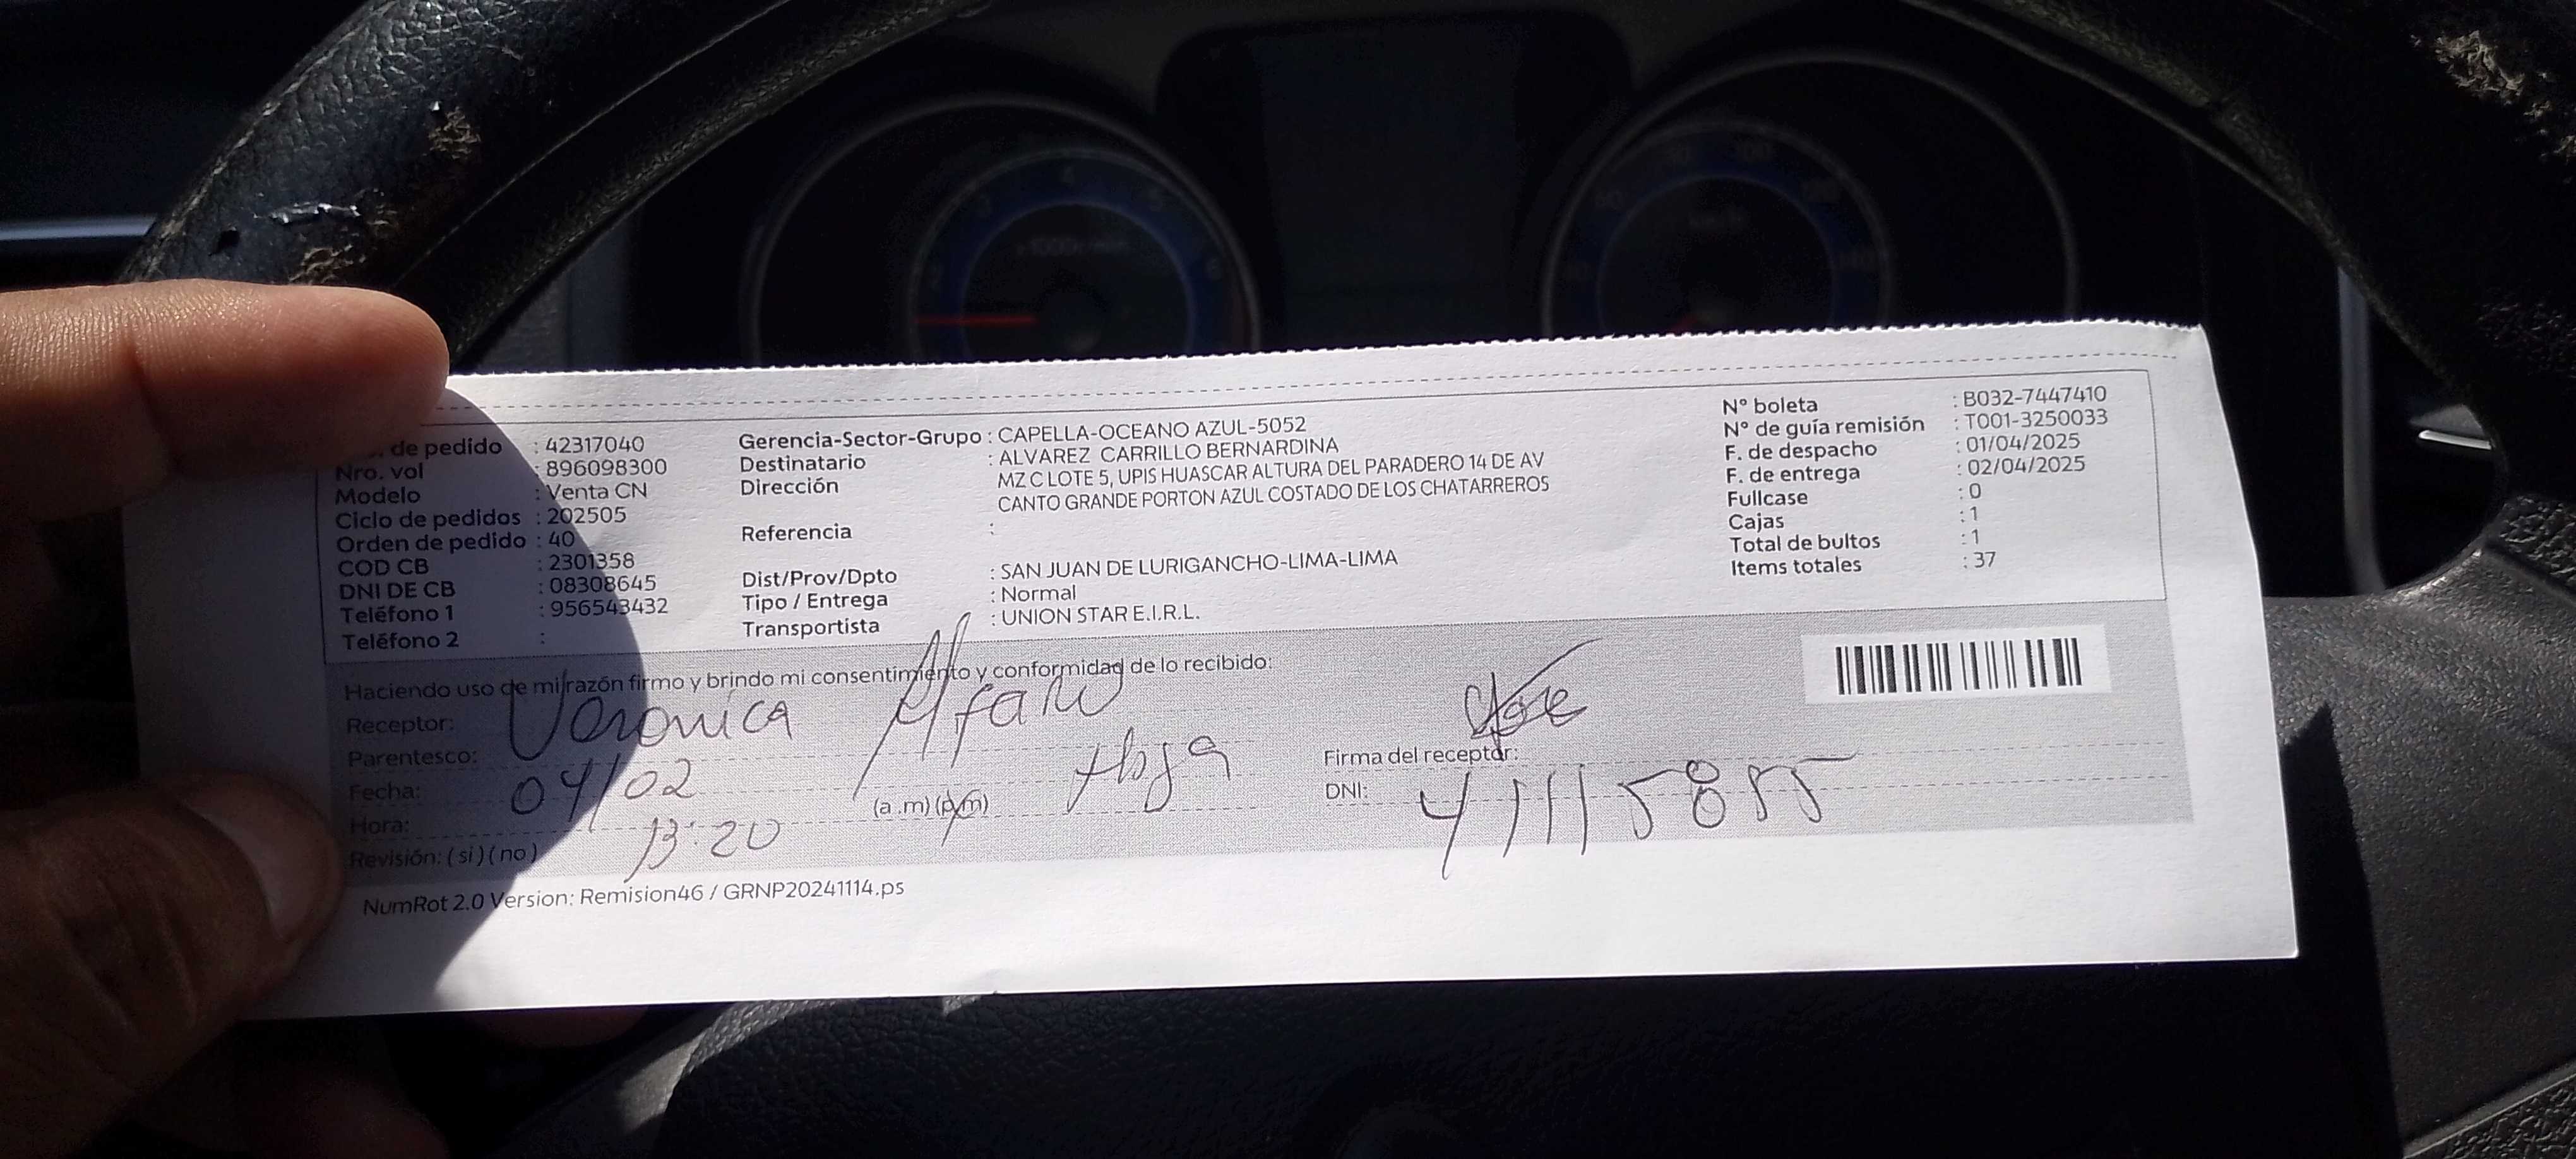 de pedido : 42317040
Nro. vol : 896098300
Modelo : Venta CN
Ciclo de pedidos : 202505
Orden de pedido : 40
COD CB : 2301358
DNI DE CB : 08308645
Teléfono 1 : 956543432
Teléfono 2 :
Gerencia-Sector-Grupo : CAPELLA-OCEANO AZUL-5052
Destinatario : ALVAREZ CARRILLO BERNARDINA
Dirección MZ C LOTE 5, UPIS HUASCAR ALTURA DEL PARADERO 14 DE AV
CANTO GRANDE PORTON AZUL COSTADO DE LOS CHATARREROS
Referencia :
Dist/Prov/Dpto : SAN JUAN DE LURIGANCHO-LIMA-LIMA
Tipo / Entrega : Normal
Transportista : UNION STAR E.I.R.L.
N° boleta : B032-7447410
N° de guía remisión : T001-3250033
F. de despacho : 01/04/2025
F. de entrega : 02/04/2025
Fullcase : 0
Cajas : 1
Total de bultos : 1
Items totales : 37
Haciendo uso de mi razón firmo y brindo mi consentimiento y conformidad de lo recibido:
Receptor: Veronica Alfaro
Parentesco: Hija
Fecha: 04/02
Hora: 13:20 (a.m) (p.m)
Revisión: (si) (no)
Firma del receptor:
DNI: 41115855
NumRot 2.0 Version: Remision46 / GRNP20241114.ps